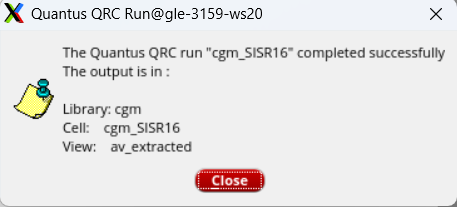 Quantus QRC Run@gle-3159-ws20
The Quantus QRC run "cgm_SISR16" completed successfully
The output is in :
Library: cgm
Cell: cgm_SISR16
View: av_extracted
Close